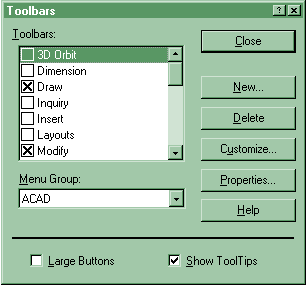 Toolbars
Toolbars:
3D Orbit
Dimension
Draw
Inquiry
Insert
Layouts
Modify
Close
New...
Delete
Customize...
Properties...
Help
Menu Group:
ACAD
Large Buttons
Show ToolTips